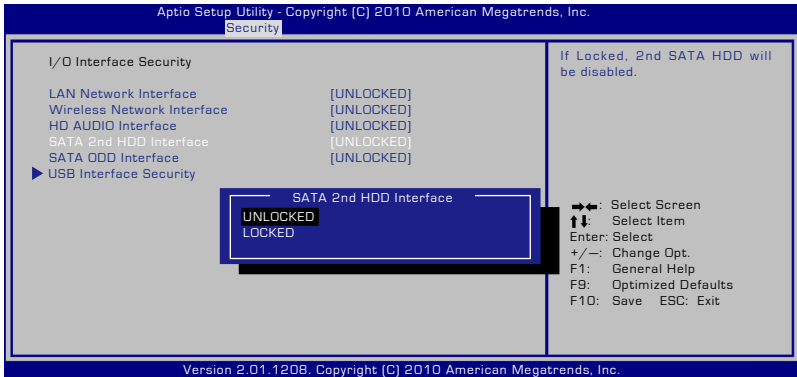 Aptio Setup Utility - Copyright (C) 2010 American Megatrends, Inc.
Security
I/O Interface Security
LAN Network Interface [UNLOCKED]
Wireless Network Interface [UNLOCKED]
HD AUDIO Interface [UNLOCKED]
SATA 2nd HDD Interface [UNLOCKED]
SATA ODD Interface [UNLOCKED]
USB Interface Security
SATA 2nd HDD Interface
UNLOCKED
LOCKED
If Locked, 2nd SATA HDD will
be disabled.
→←: Select Screen
↑↓: Select Item
Enter: Select
+/—: Change Opt.
F1: General Help
F9: Optimized Defaults
F10: Save ESC: Exit
Version 2.01.1208. Copyright (C) 2010 American Megatrends, Inc.